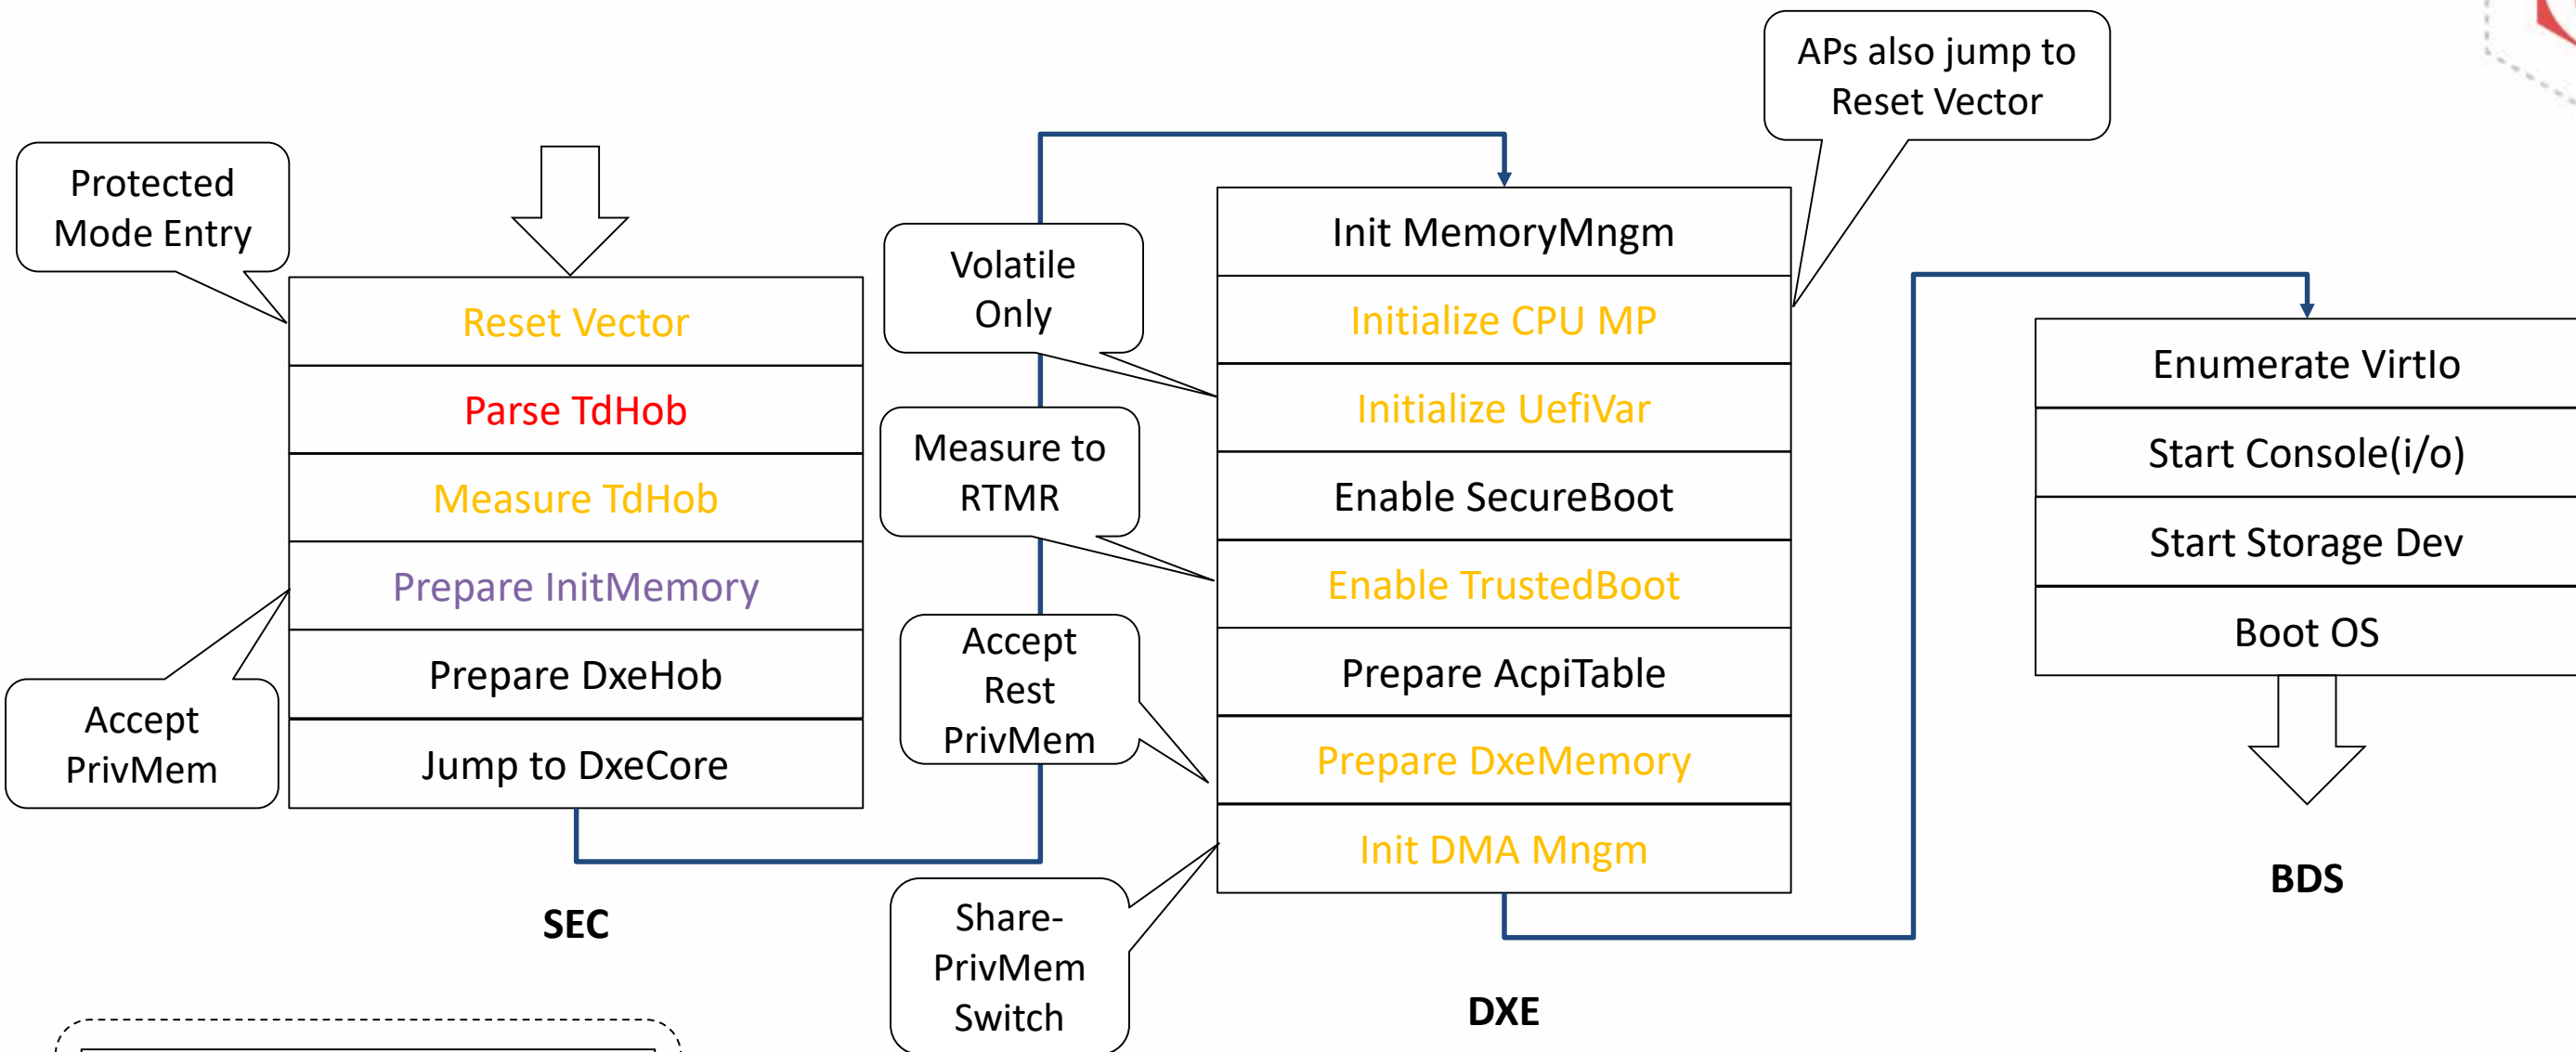 Protected
Mode Entry
Reset Vector
Parse TdHob
Measure TdHob
Prepare InitMemory
Prepare DxeHob
Jump to DxeCore
Accept
PrivMem
SEC
Volatile
Only
Measure to
RTMR
Accept
Rest
PrivMem
Share-
PrivMem
Switch
APs also jump to
Reset Vector
Init MemoryMngm
Initialize CPU MP
Initialize UefiVar
Enable SecureBoot
Enable TrustedBoot
Prepare AcpiTable
Prepare DxeMemory
Init DMA Mngm
DXE
Enumerate VirtIo
Start Console(i/o)
Start Storage Dev
Boot OS
BDS